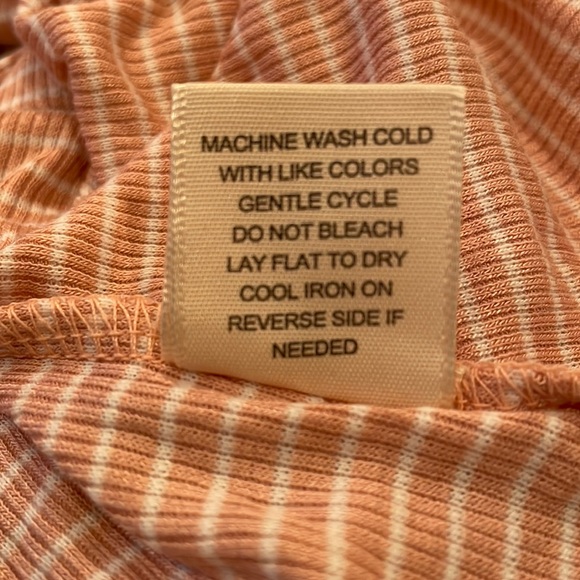 MACHINE WASH COLD
WITH LIKE COLORS
GENTLE CYCLE
DO NOT BLEACH
LAY FLAT TO DRY
COOL IRON ON
REVERSE SIDE IF
NEEDED